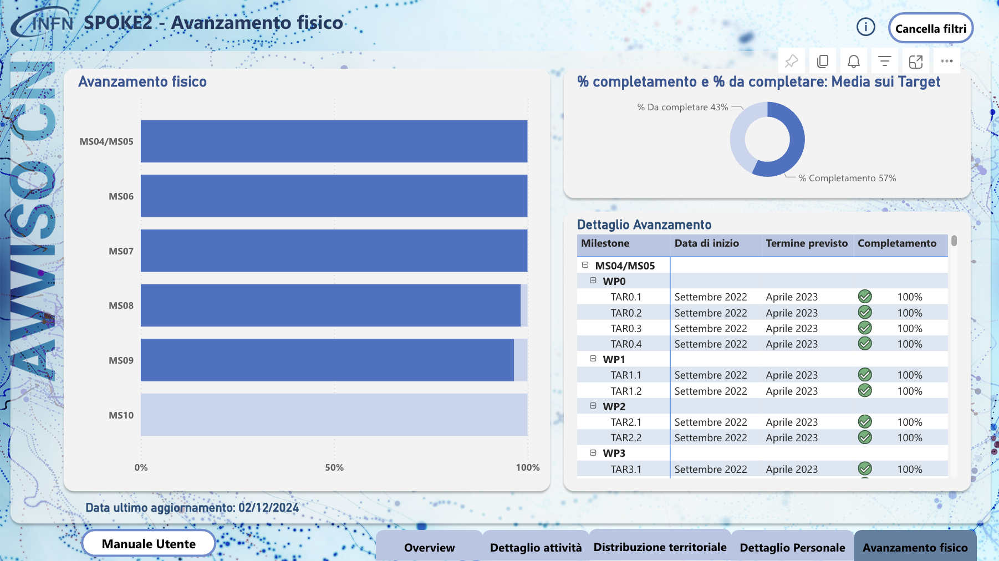 INFN
SPOKE2 - Avanzamento fisico
i
Cancella filtri
Avanzamento fisico
MS04/MS05
MS06
MS07
MS08
MS09
MS10
0% 50% 100%
% completamento e % da completare: Media sui Target
% Da completare 43%
% Completamento 57%
Dettaglio Avanzamento
Milestone Data di inizio Termine previsto Completamento
MS04/MS05
WP0
TAR0.1 Settembre 2022 Aprile 2023 100%
TAR0.2 Settembre 2022 Aprile 2023 100%
TAR0.3 Settembre 2022 Aprile 2023 100%
TAR0.4 Settembre 2022 Aprile 2023 100%
WP1
TAR1.1 Settembre 2022 Aprile 2023 100%
TAR1.2 Settembre 2022 Aprile 2023 100%
WP2
TAR2.1 Settembre 2022 Aprile 2023 100%
TAR2.2 Settembre 2022 Aprile 2023 100%
WP3
TAR3.1 Settembre 2022 Aprile 2023 100%
Data ultimo aggiornamento: 02/12/2024
Manuale Utente
Overview Dettaglio attività Distribuzione territoriale Dettaglio Personale Avanzamento fisico